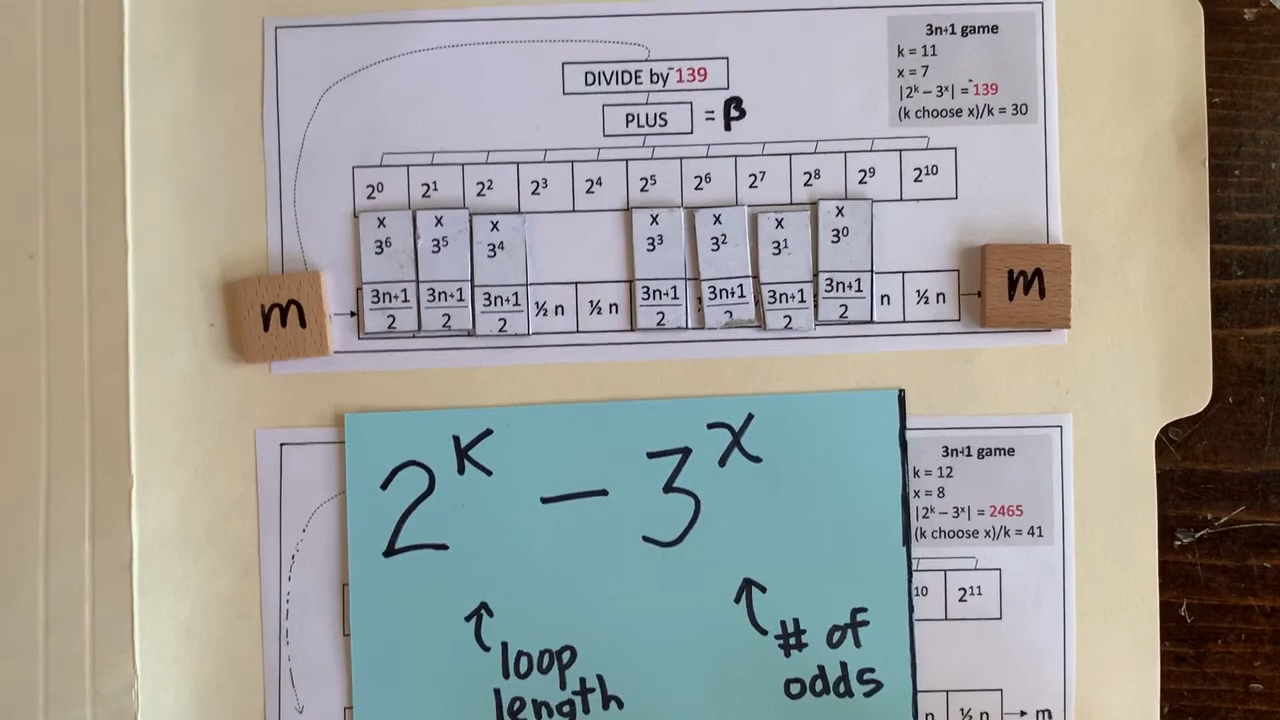 3n+1 game
k = 11
x = 7
|2ᵏ – 3ˣ| = ⁻139
(k choose x)/k = 30
DIVIDE by ⁻139
PLUS = β
2⁰ 2¹ 2² 2³ 2⁴ 2⁵ 2⁶ 2⁷ 2⁸ 2⁹ 2¹⁰
x x x x x x x
3⁶ 3⁵ 3⁴ 3³ 3² 3¹ 3⁰
m 3n+1/2 3n+1/2 3n+1/2 ½ n ½ n 3n+1/2 3n+1/2 3n+1/2 3n+1/2 n ½ n m
2ᴷ − 3ˣ
loop
length
# of
odds
3n+1 game
k = 12
x = 8
|2ᵏ – 3ˣ| = 2465
(k choose x)/k = 41
10 2¹¹
n ½ n m